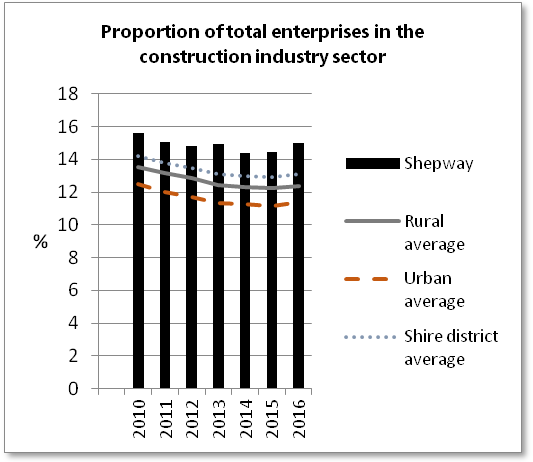 Proportion of total enterprises in the
construction industry sector
18
16
14
12
10
8
6
4
2
0
%
2010
2011
2012
2013
2014
2015
2016
Shepway
Rural
average
Urban
average
Shire district
average